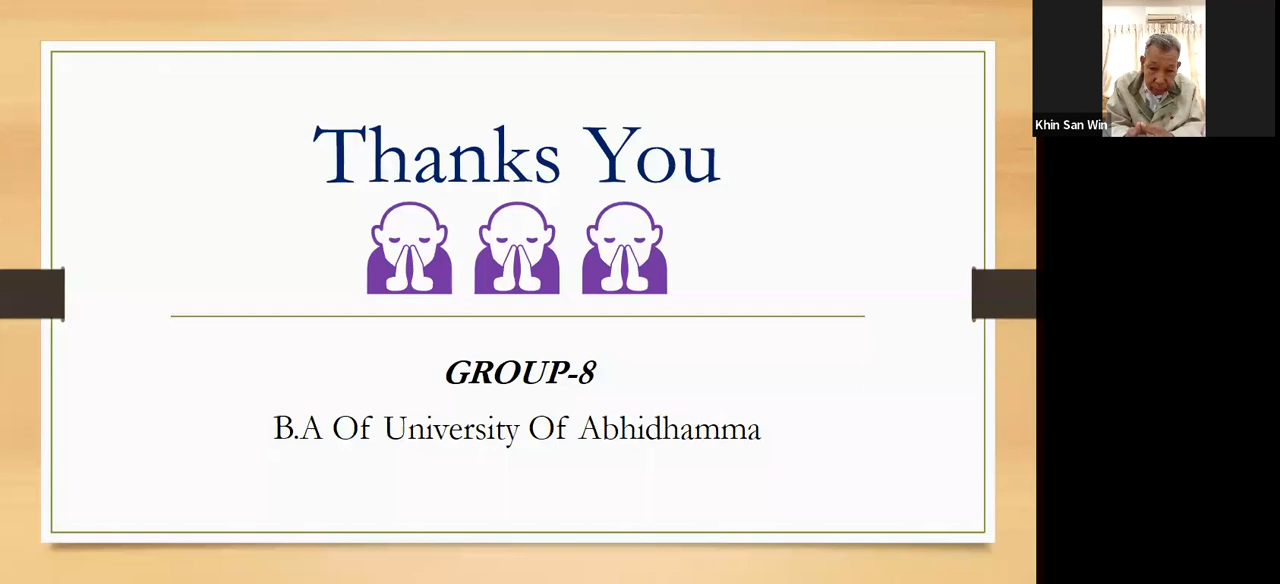 Thanks You
GROUP-8
B.A Of University Of Abhidhamma
Khin San Win